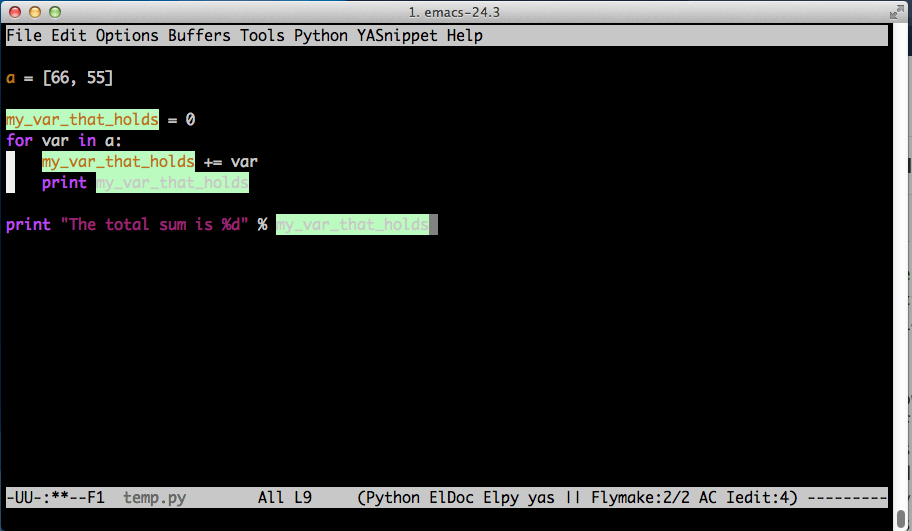 1. emacs-24.3
File Edit Options Buffers Tools Python YASnippet Help
a = [66, 55]
my_var_that_holds = 0
for var in a:
my_var_that_holds += var
print my_var_that_holds
print "The total sum is %d" % my_var_that_holds
-UU-:**--F1 temp.py All L9 (Python ElDoc Elpy yas || Flymake:2/2 AC Iedit:4) ---------